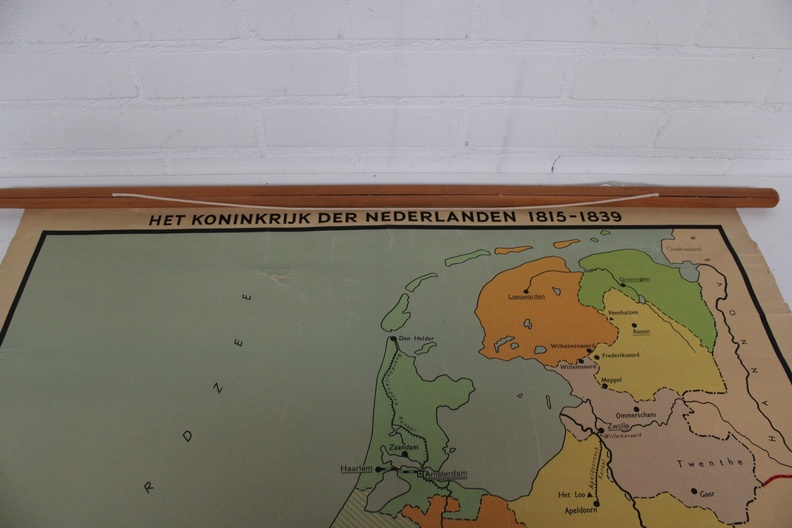 HET KONINKRIJK DER NEDERLANDEN 1815-1839
Groningen
Leeuwarden
Veenhuizen
Assen
Den Helder
Wilhelminaoord
Frederiksoord
Willemsoord
Meppel
Ommerschans
Zwolle
Willemsvaart
Zaandam
Haarlem
Amsterdam
Twenthe
Het Loo
Goor
Apeldoorn
R D Z E E
H A N N O V